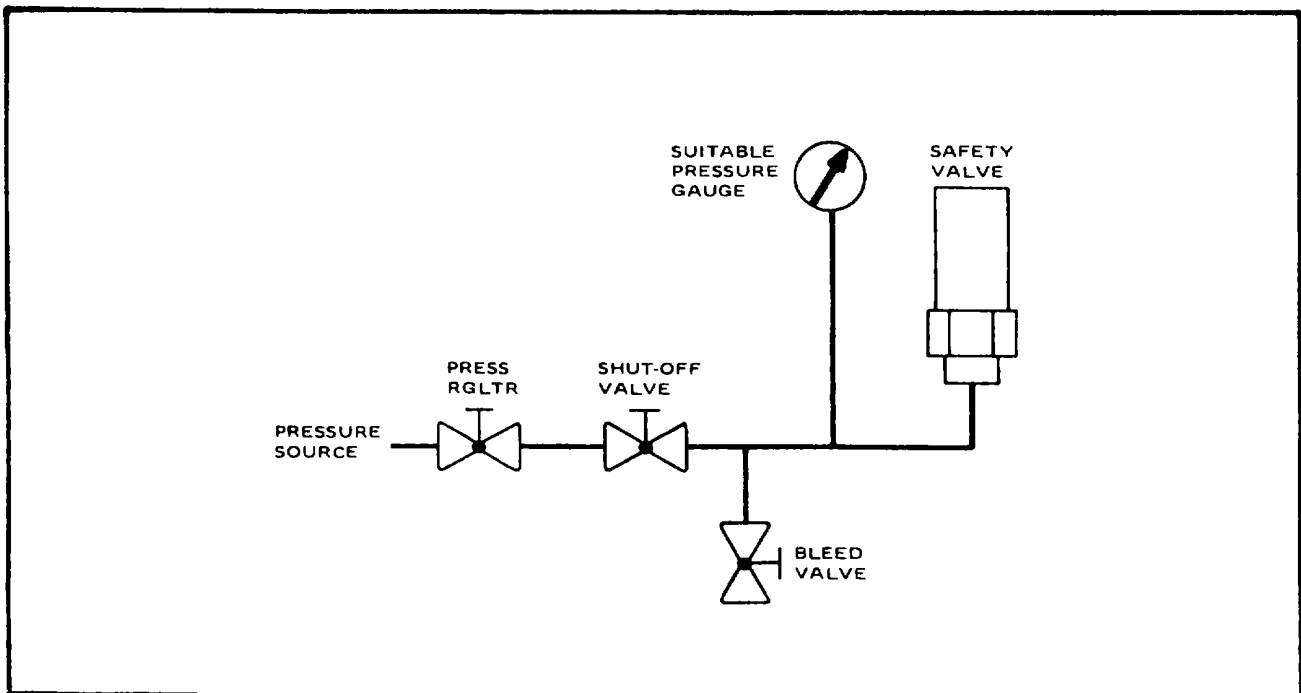 SUITABLE
PRESSURE
GAUGE
SAFETY
VALVE
PRESS
RGLTR
SHUT-OFF
VALVE
PRESSURE
SOURCE
BLEED
VALVE